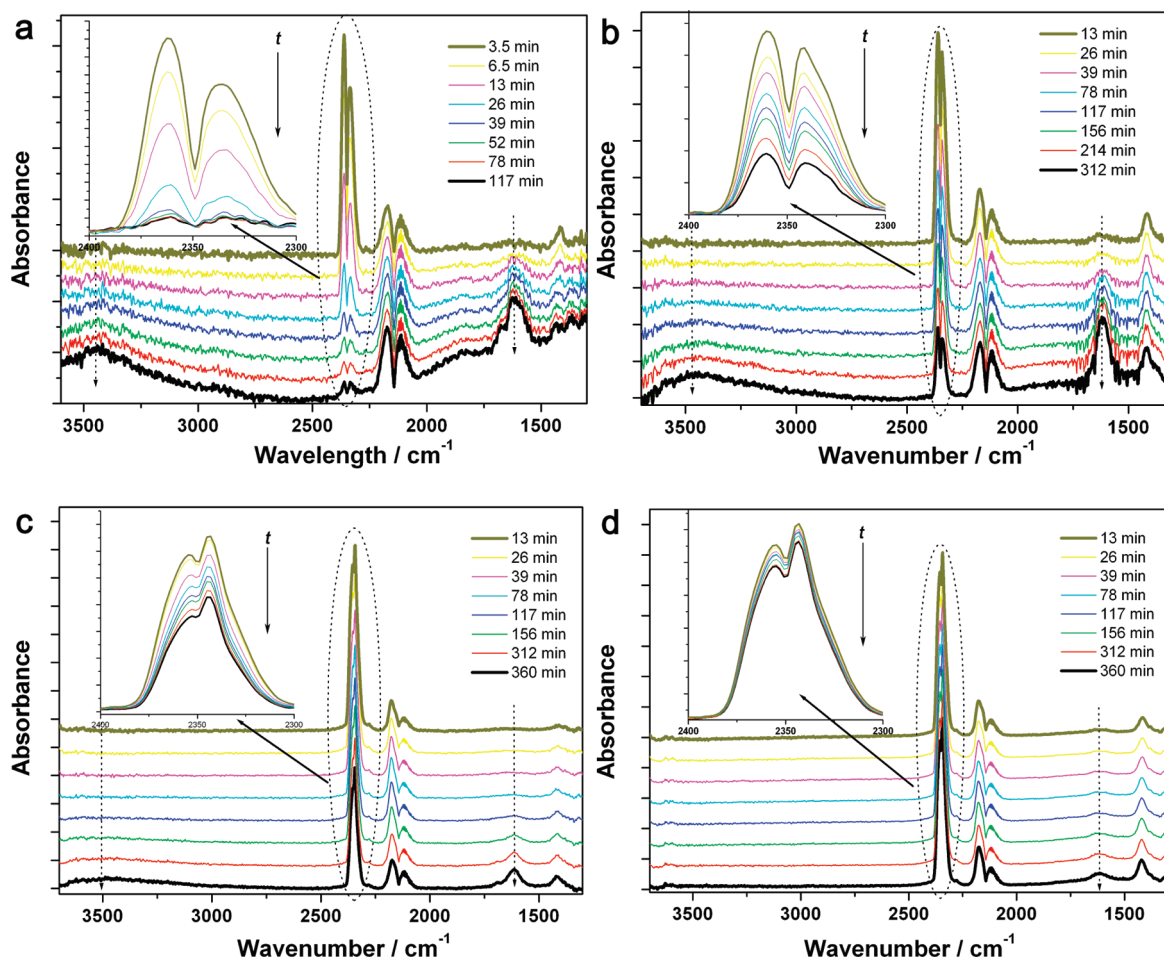 a
t
3.5 min
6.5 min
13 min
26 min
39 min
52 min
78 min
117 min
2400 2350 2300
Absorbance
3500 3000 2500 2000 1500
Wavelength / cm-1
b
t
13 min
26 min
39 min
78 min
117 min
156 min
214 min
312 min
2400 2350 2300
Absorbance
3500 3000 2500 2000 1500
Wavenumber / cm-1
c
t
13 min
26 min
39 min
78 min
117 min
156 min
312 min
360 min
2400 2350 2300
Absorbance
3500 3000 2500 2000 1500
Wavenumber / cm-1
d
t
13 min
26 min
39 min
78 min
117 min
156 min
312 min
360 min
2400 2350 2300
Absorbance
3500 3000 2500 2000 1500
Wavenumber / cm-1